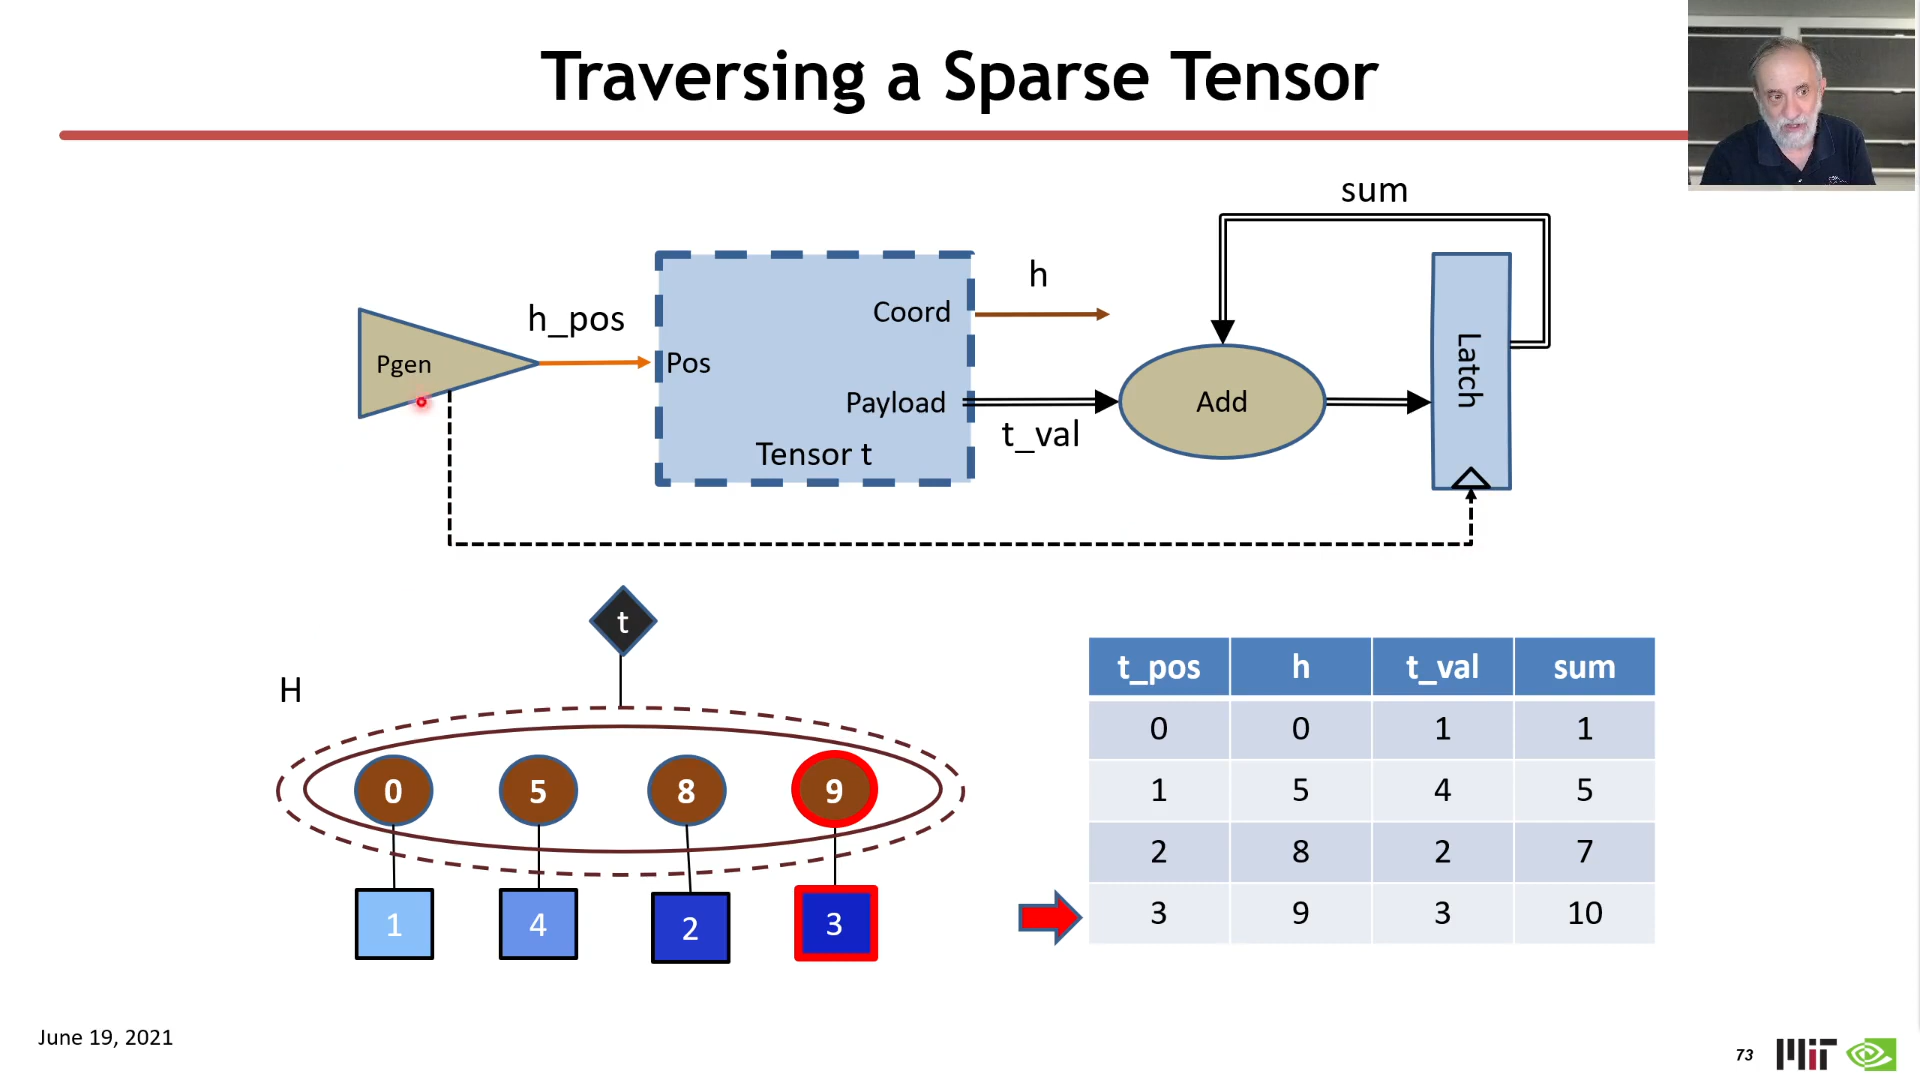 Traversing a Sparse Tensor
sum
h
h_pos
Coord
Pgen
Pos
Latch
Payload
Add
t_val
Tensor t
t
H
0 5 8 9
1 4 2 3
t_pos h t_val sum
0 0 1 1
1 5 4 5
2 8 2 7
3 9 3 10
June 19, 2021
73
MIT